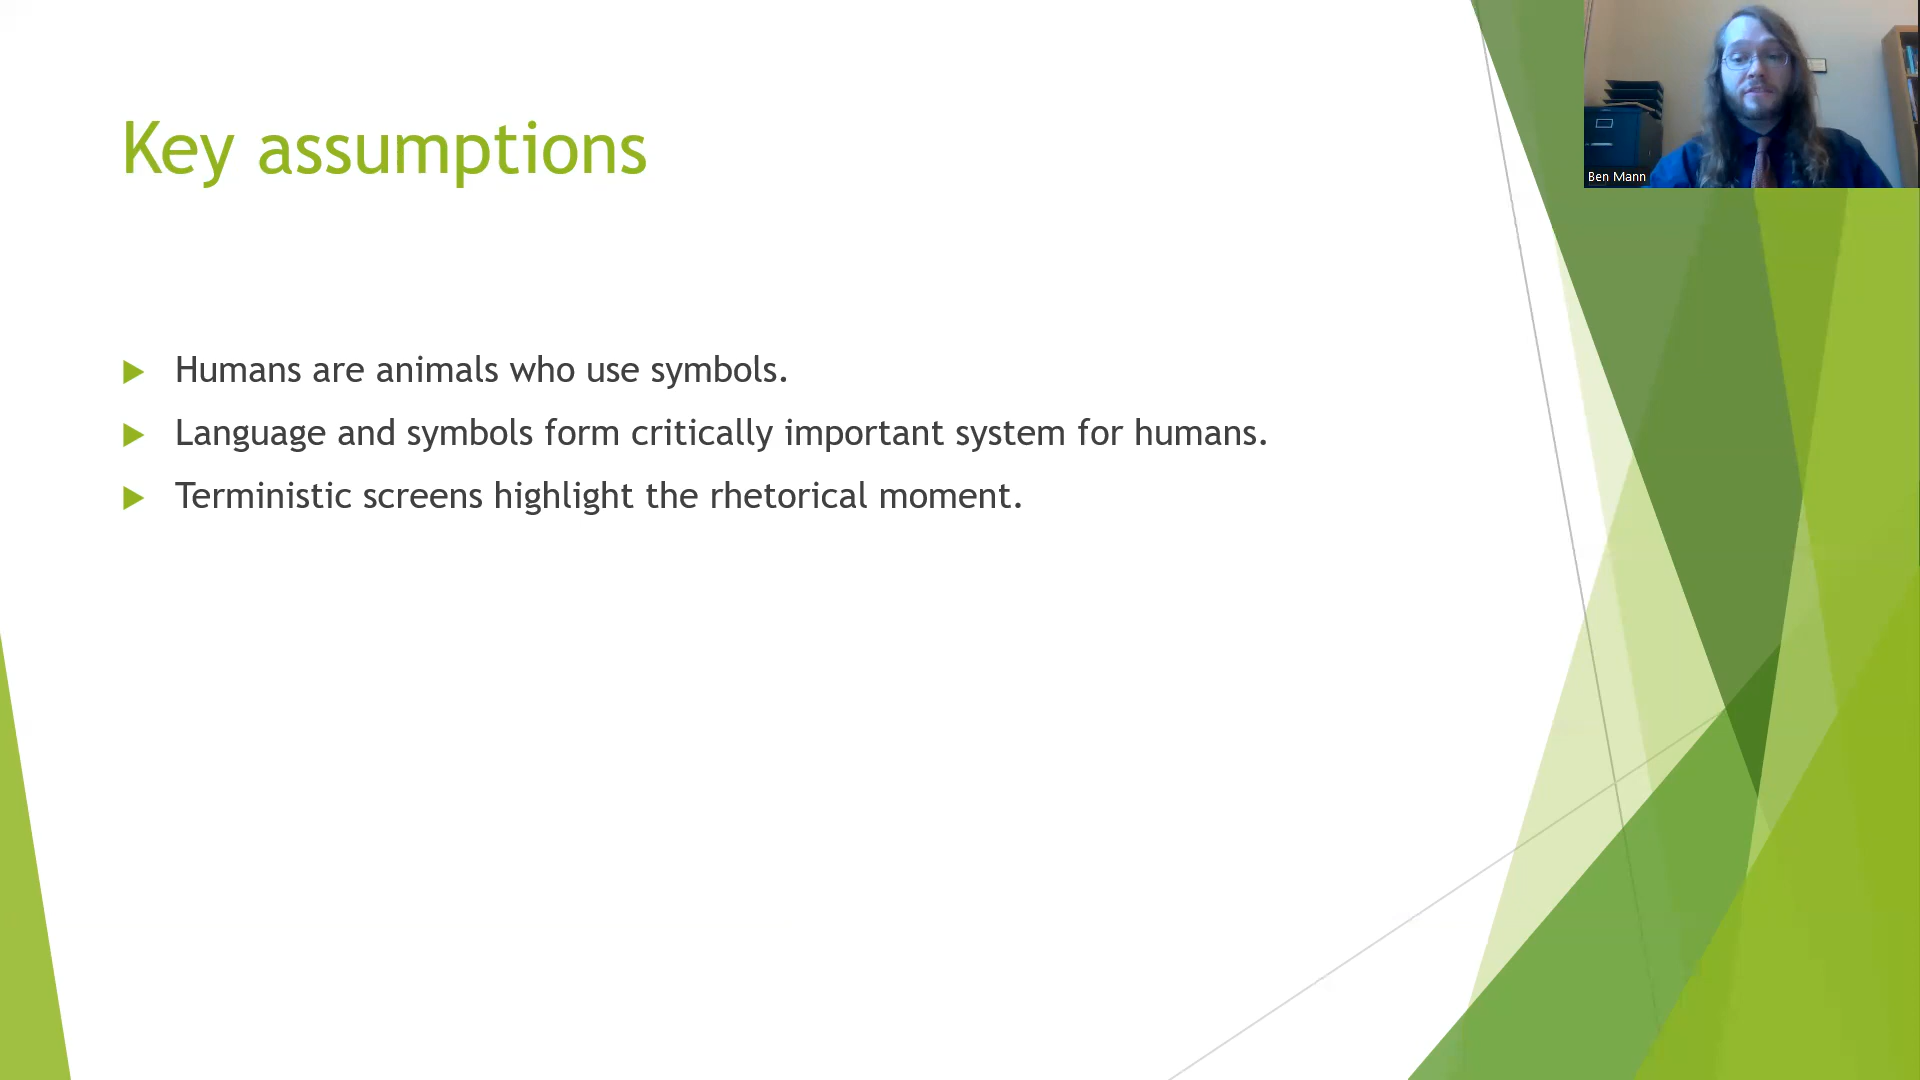 Key assumptions
Humans are animals who use symbols.
Language and symbols form critically important system for humans.
Terministic screens highlight the rhetorical moment.
Ben Mann